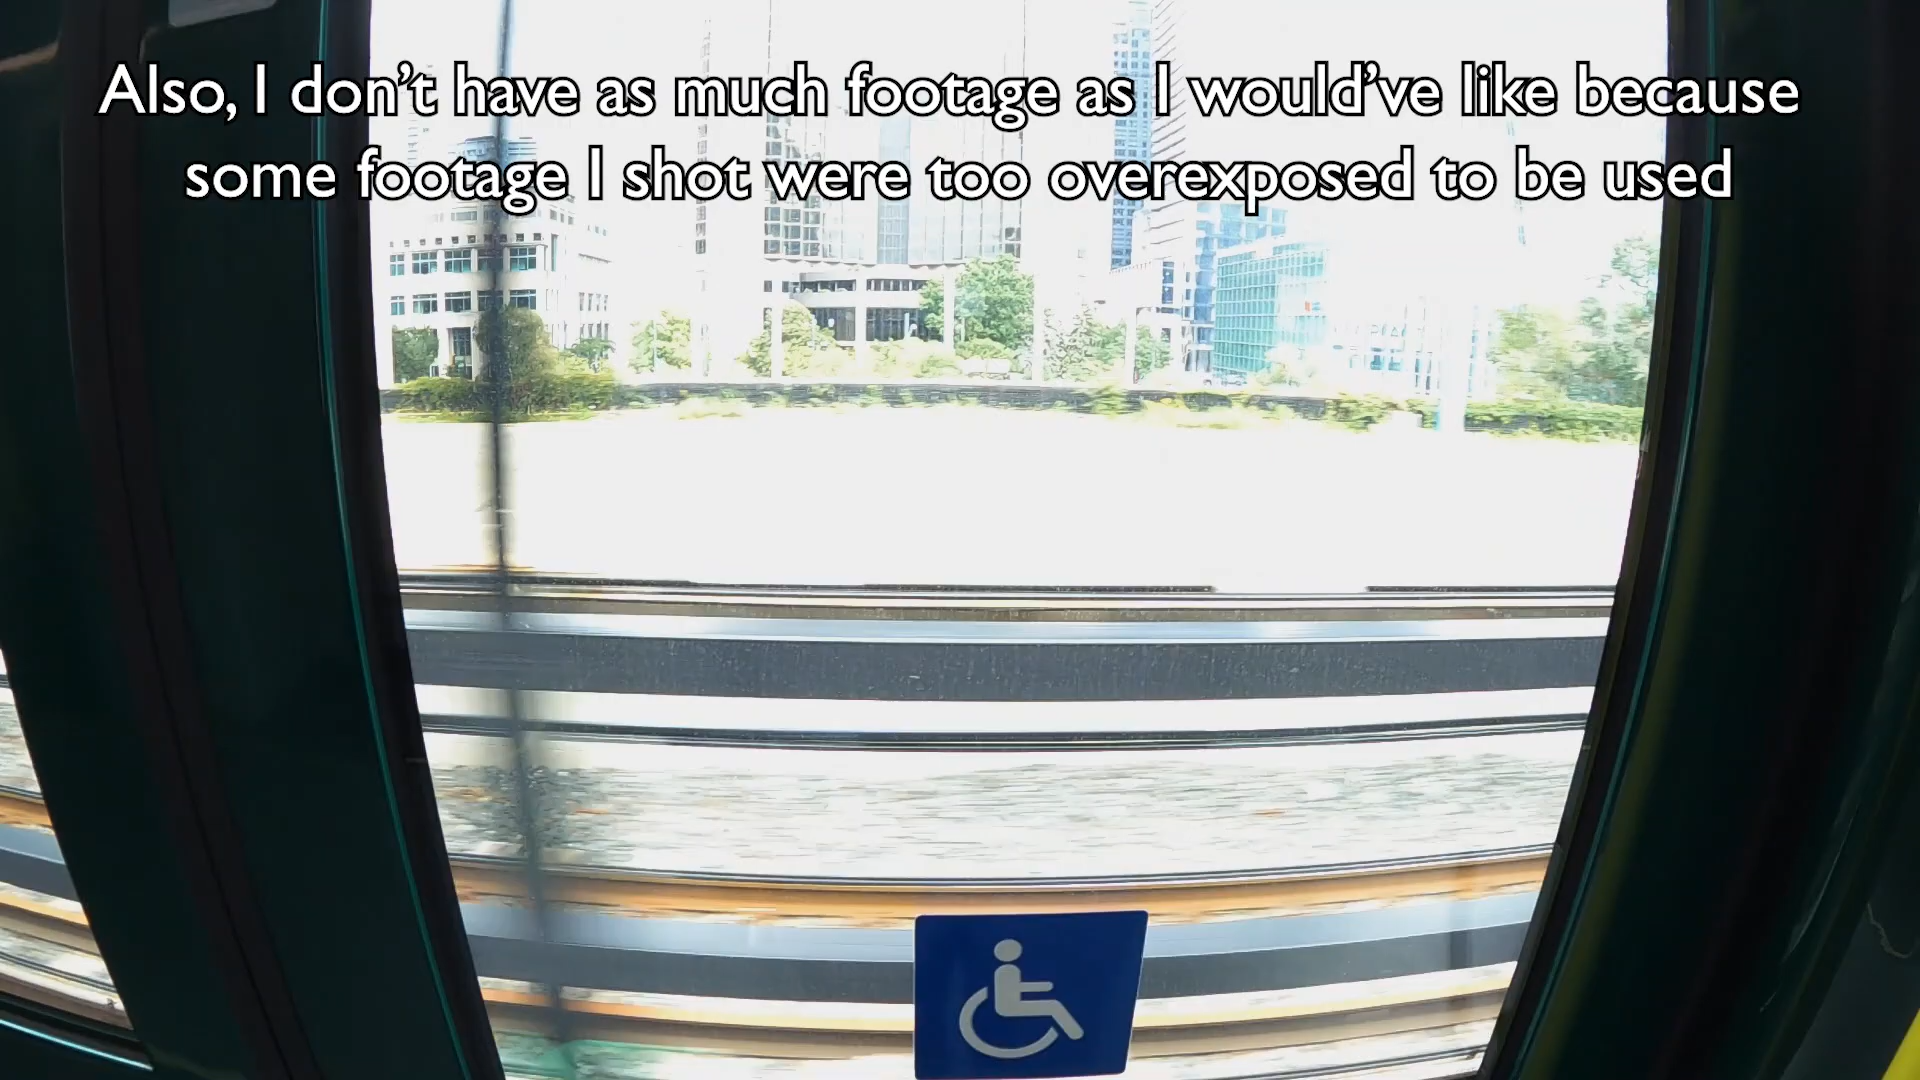 Also, I don't have as much footage as I would've like because
some footage I shot were too overexposed to be used